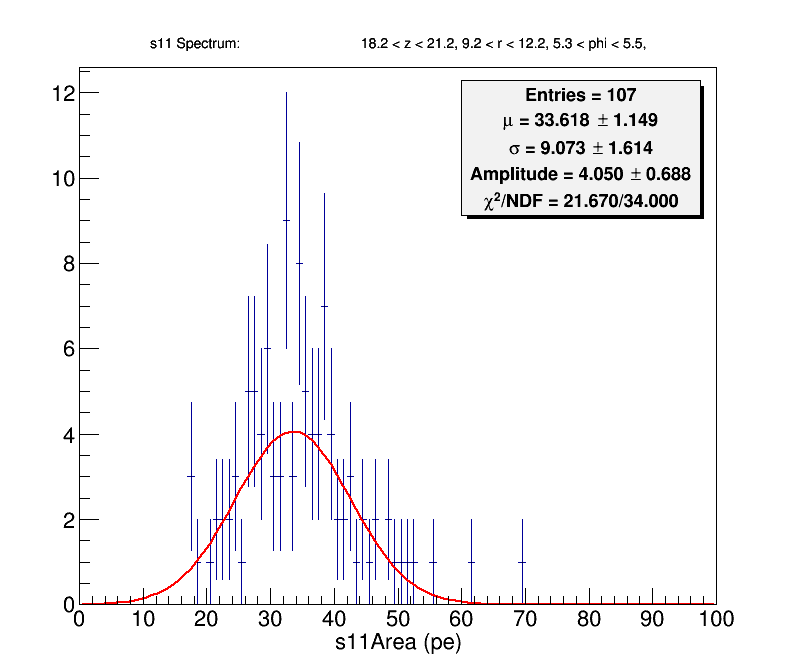 s11 Spectrum: 18.2 < z < 21.2, 9.2 < r < 12.2, 5.3 < phi < 5.5,
Entries = 107
μ = 33.618 ± 1.149
σ = 9.073 ± 1.614
Amplitude = 4.050 ± 0.688
χ²/NDF = 21.670/34.000
12
10
8
6
4
2
0
0 10 20 30 40 50 60 70 80 90 100
s11Area (pe)